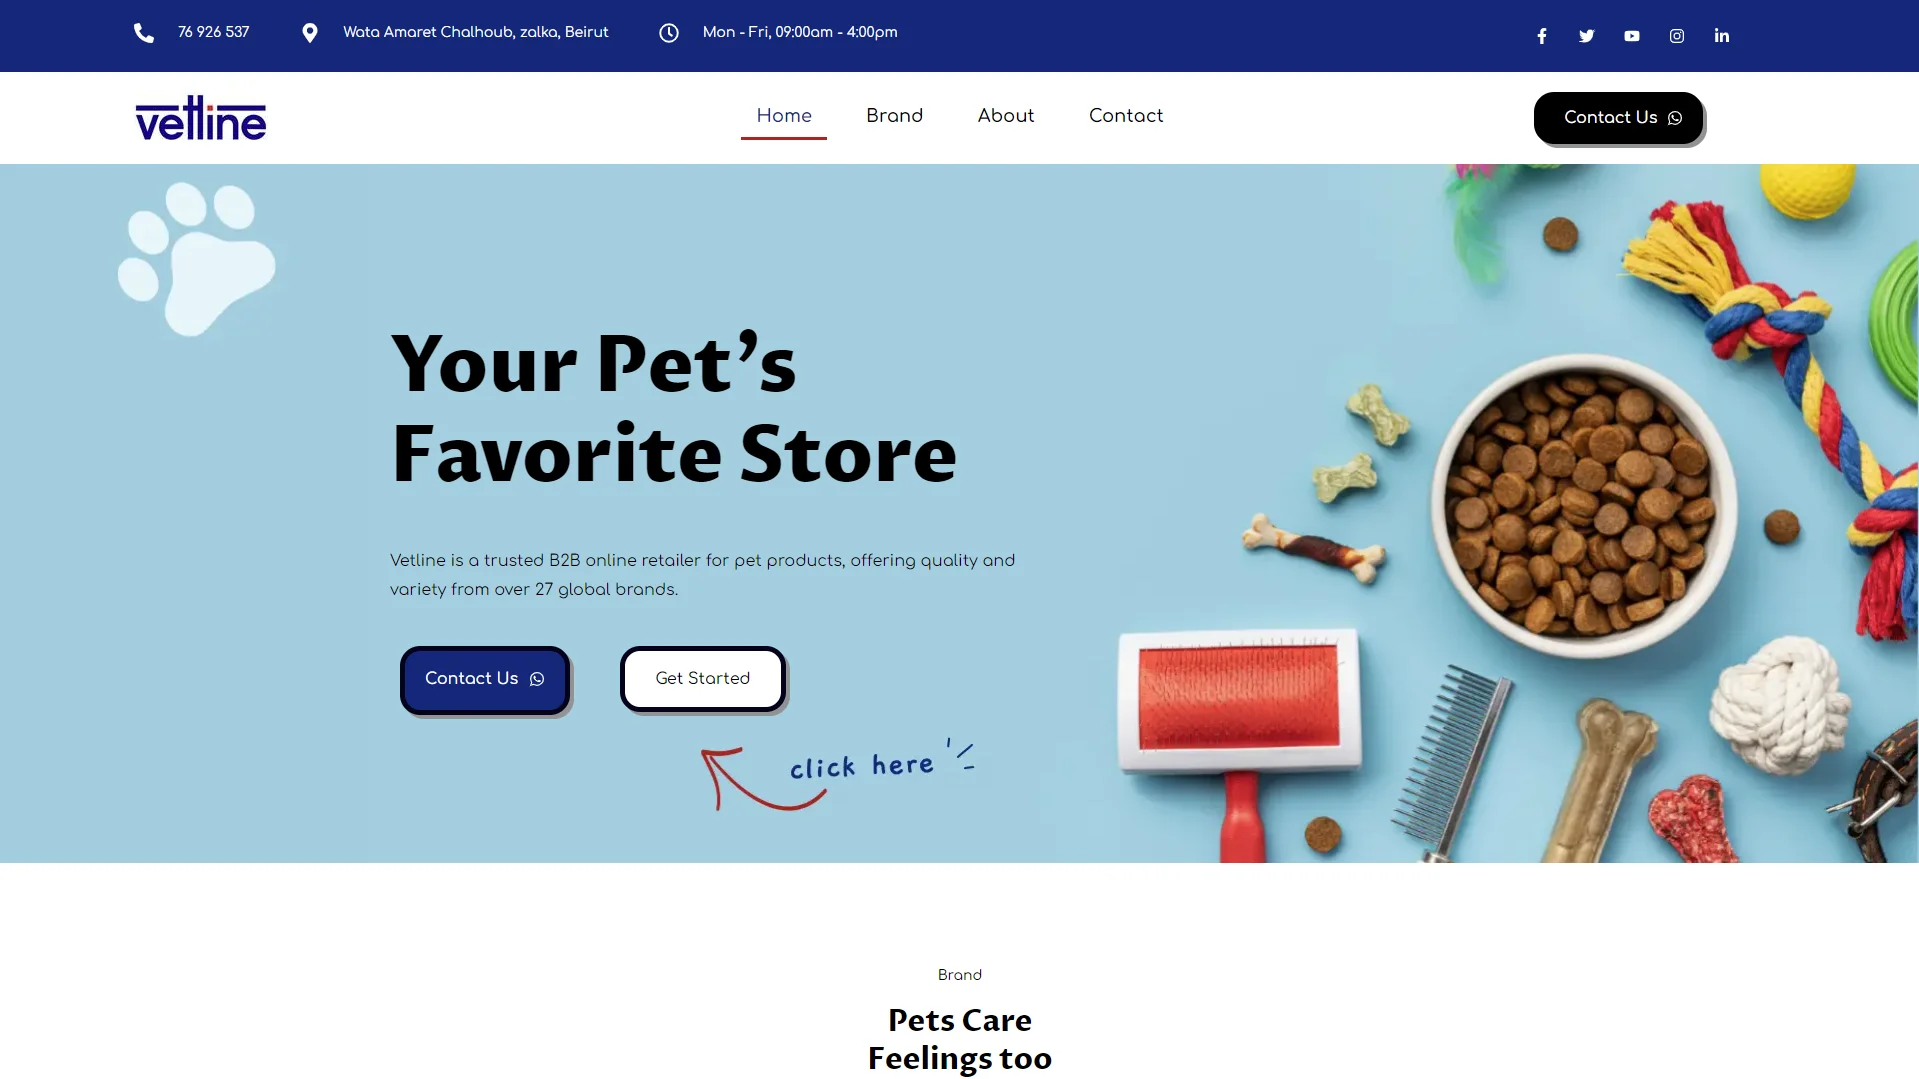 76 926 537
Wata Amaret Chalhoub, zalka, Beirut
Mon - Fri, 09:00am - 4:00pm
vetline
Home
Brand
About
Contact
Contact Us
Your Pet's
Favorite Store
Vetline is a trusted B2B online retailer for pet products, offering quality and
variety from over 27 global brands.
Contact Us
Get Started
click here
Brand
Pets Care
Feelings too